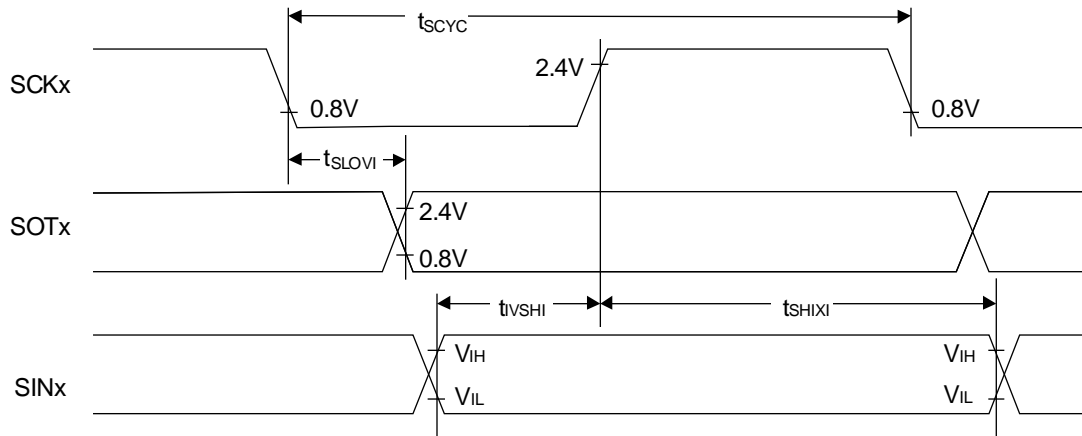 tSCYC
SCKx
2.4V
0.8V
0.8V
tSLOVI
SOTx
2.4V
0.8V
tIVSHI
tSHIXI
SINx
VIH
VIH
VIL
VIL